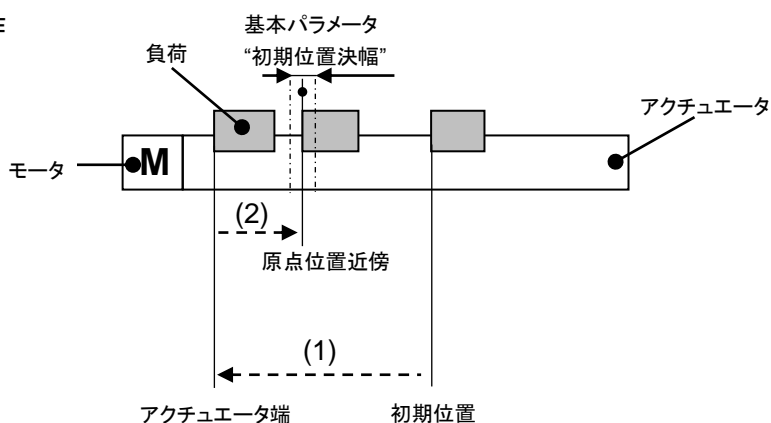 E
基本パラメータ
“初期位置決幅”
負荷
アクチュエータ
モータ
M
(2)
原点位置近傍
(1)
アクチュエータ端
初期位置